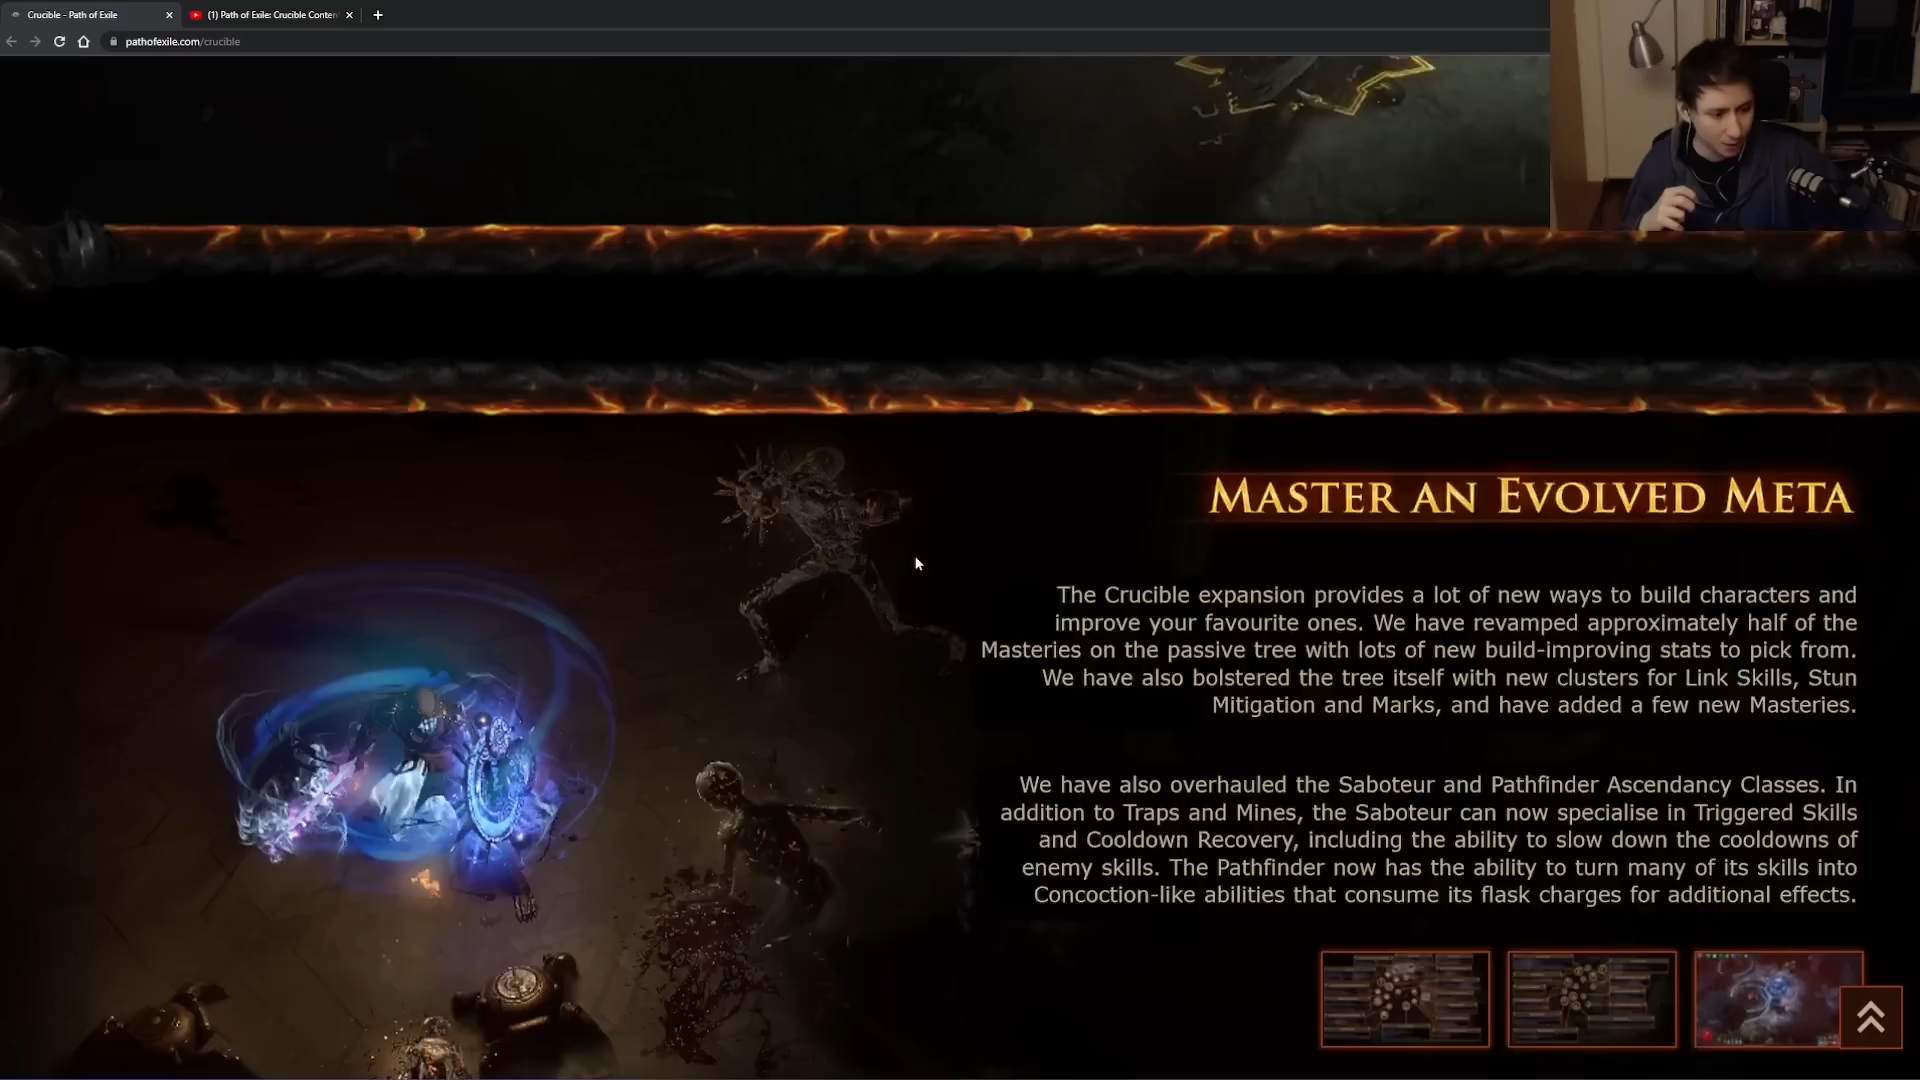 Crucible - Path of Exile
(1) Path of Exile: Crucible Conten
pathofexile.com/crucible
MASTER AN EVOLVED META
The Crucible expansion provides a lot of new ways to build characters and
improve your favourite ones. We have revamped approximately half of the
Masteries on the passive tree with lots of new build-improving stats to pick from.
We have also bolstered the tree itself with new clusters for Link Skills, Stun
Mitigation and Marks, and have added a few new Masteries.
We have also overhauled the Saboteur and Pathfinder Ascendancy Classes. In
addition to Traps and Mines, the Saboteur can now specialise in Triggered Skills
and Cooldown Recovery, including the ability to slow down the cooldowns of
enemy skills. The Pathfinder now has the ability to turn many of its skills into
Concoction-like abilities that consume its flask charges for additional effects.